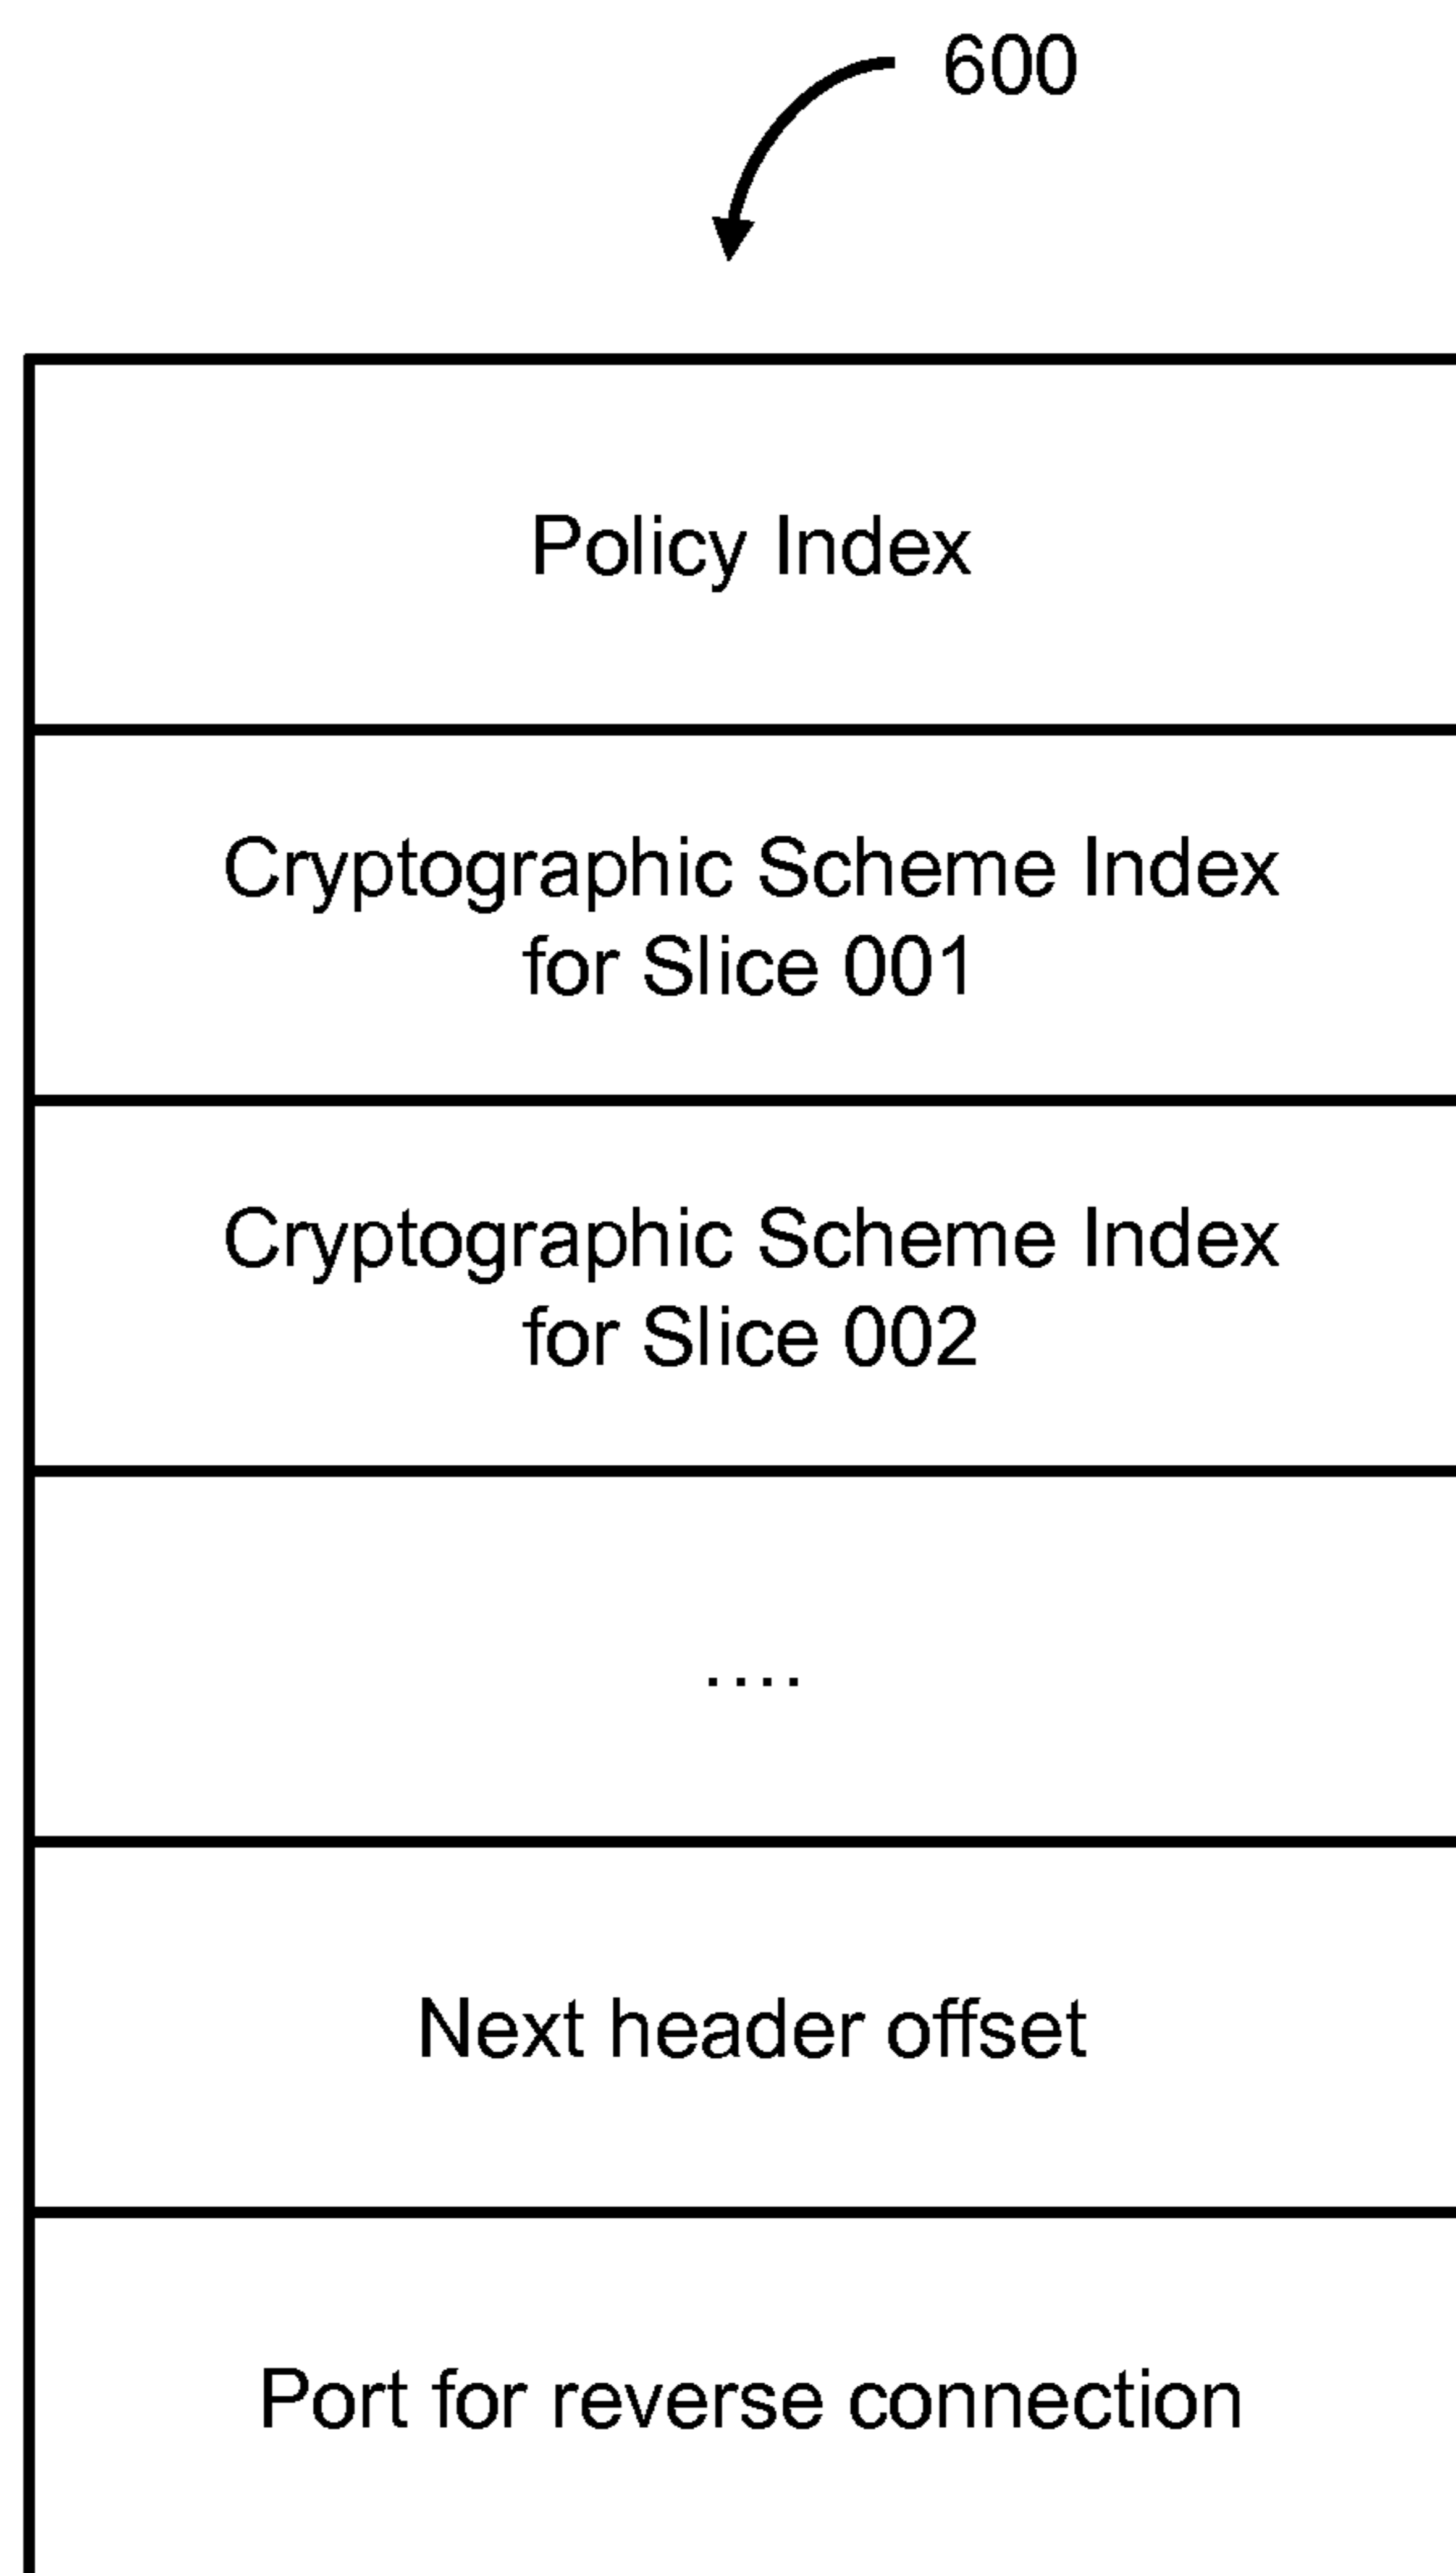 600
Policy Index
Cryptographic Scheme Index
for Slice 001
Cryptographic Scheme Index
for Slice 002
....
Next header offset
Port for reverse connection